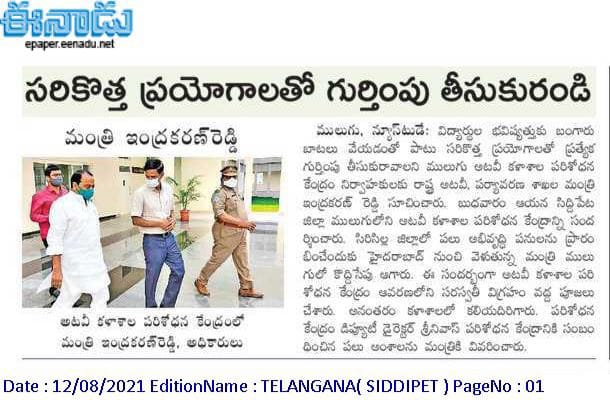 ఈనాడు
epaper.eenadu.net
సరికొత్త ప్రయోగాలతో గుర్తింపు తీసుకురండి
మంత్రి ఇంద్రకరణ్‌రెడ్డి
అటవీ కళాశాల పరిశోధన కేంద్రంలో
మంత్రి ఇంద్రకరణ్‌రెడ్డి, అధికారులు
ములుగు, న్యూస్‌టుడే: విద్యార్థుల భవిష్యత్తుకు బంగారు
బాటలు వేయడంతో పాటు సరికొత్త ప్రయోగాలతో ప్రత్యేక
గుర్తింపు తీసుకురావాలని ములుగు అటవీ కళాశాల పరిశోధన
కేంద్రం నిర్వాహకులకు రాష్ట్ర అటవీ, పర్యావరణ శాఖల మంత్రి
ఇంద్రకరణ్ రెడ్డి సూచించారు. బుధవారం ఆయన సిద్దిపేట
జిల్లా ములుగులోని అటవీ కళాశాల పరిశోధన కేంద్రాన్ని సంద
ర్శించారు. సిరిసిల్ల జిల్లాలో పలు అభివృద్ధి పనులను ప్రారం
భించేందుకు హైదరాబాద్ నుంచి వెళుతున్న మంత్రి ములు
గులో కొద్దిసేపు ఆగారు. ఈ సందర్భంగా అటవీ కళాశాల పరి
శోధన కేంద్రం ఆవరణలోని సరస్వతీ విగ్రహం వద్ద పూజలు
చేశారు. అనంతరం కళాశాలలో కలియదిరిగారు. పరిశోధన
కేంద్రం డిప్యూటీ డైరెక్టర్ శ్రీనివాస్ పరిశోధన కేంద్రానికి సంబం
ధించిన పలు అంశాలను మంత్రికి వివరించారు.
Date : 12/08/2021 EditionName : TELANGANA( SIDDIPET ) PageNo : 01